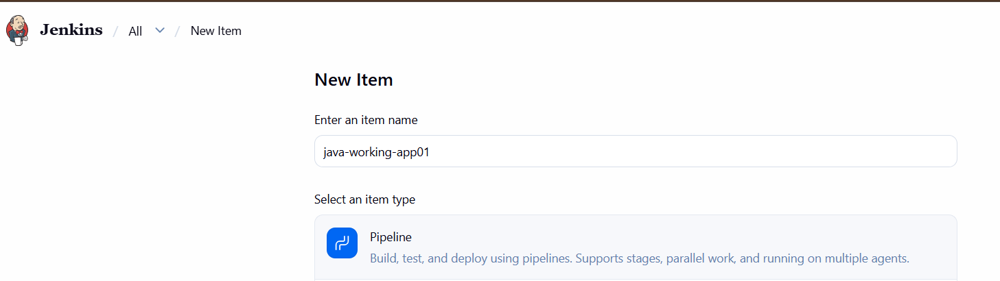 Jenkins / All / New Item
New Item
Enter an item name
java-working-app01
Select an item type
Pipeline
Build, test, and deploy using pipelines. Supports stages, parallel work, and running on multiple agents.